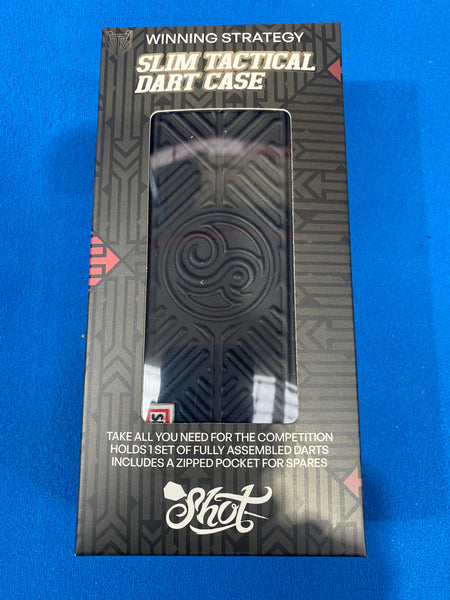 WINNING STRATEGY
SLIM TACTICAL
DART CASE
TAKE ALL YOU NEED FOR THE COMPETITION
HOLDS 1 SET OF FULLY ASSEMBLED DARTS
INCLUDES A ZIPPED POCKET FOR SPARES
Shot